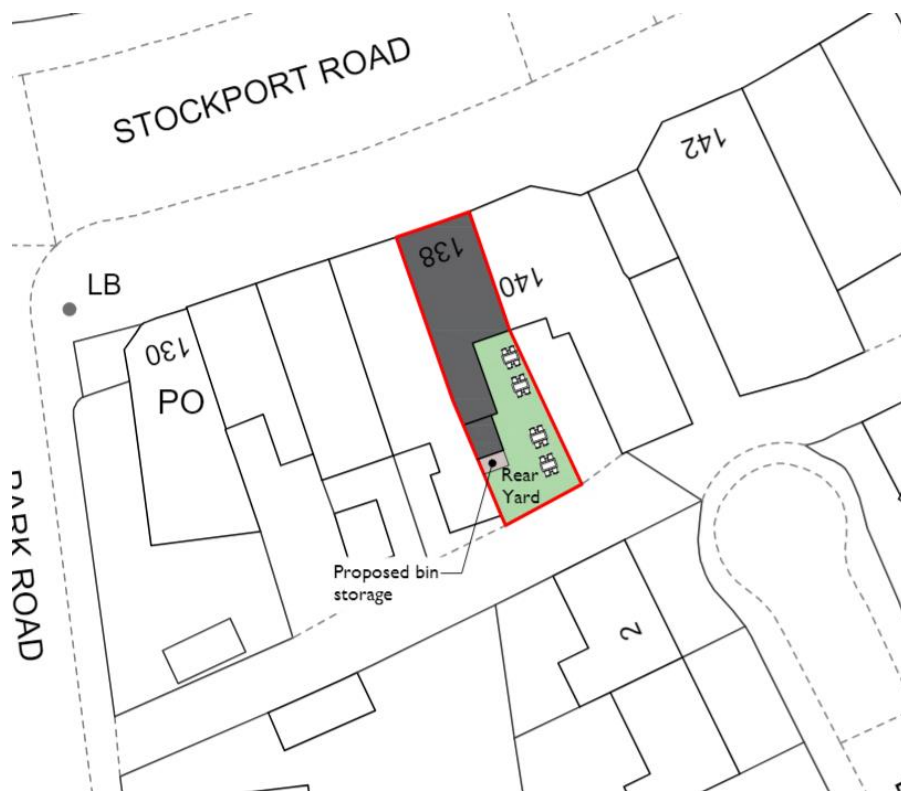 STOCKPORT ROAD
142
138
140
LB
130
PO
Rear
Yard
PARK ROAD
Proposed bin
storage
2